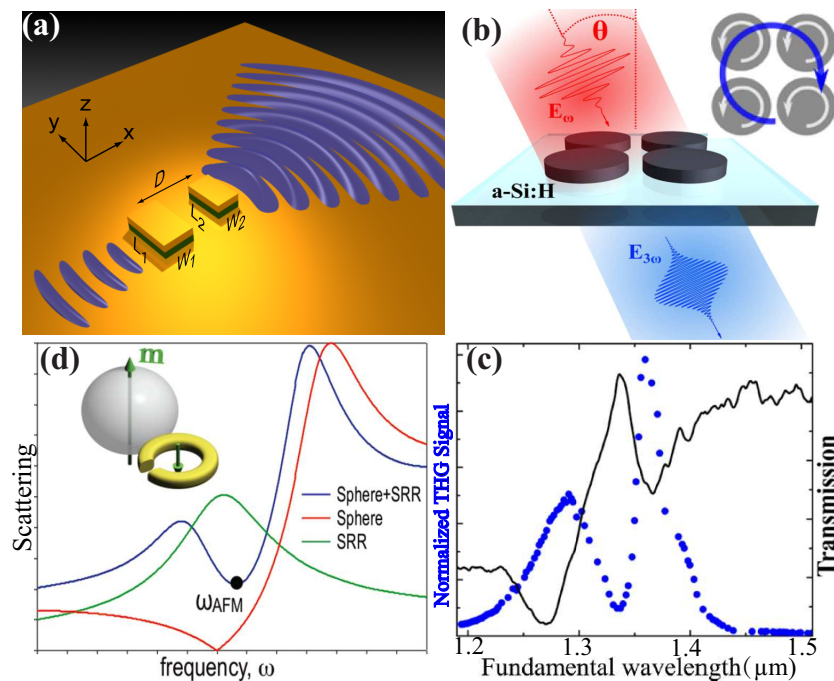 (a)
z
y
x
D
L1
W1
L2
W2
(b)
θ
Eω
a-Si:H
E3ω
(d)
m
Scattering
Sphere+SRR
Sphere
SRR
ωAFM
frequency, ω
(c)
Normalized THG Signal
Transmission
1.2 1.3 1.4 1.5
Fundamental wavelength(μm)